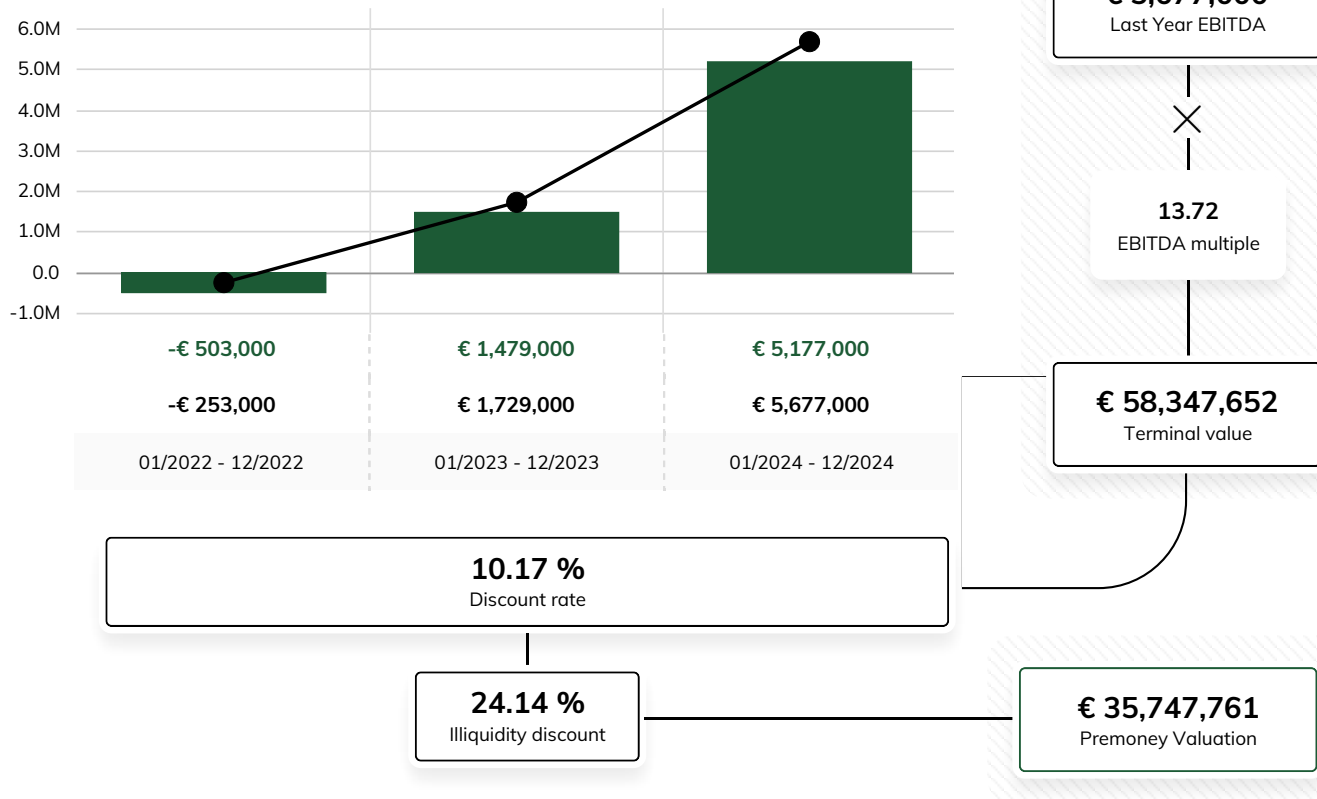 6.0M
5.0M
4.0M
3.0M
2.0M
1.0M
0.0
-1.0M
-€ 503,000
€ 1,479,000
€ 5,177,000
-€ 253,000
€ 1,729,000
€ 5,677,000
01/2022 - 12/2022
01/2023 - 12/2023
01/2024 - 12/2024
10.17 %
Discount rate
24.14 %
Illiquidity discount
Last Year EBITDA
13.72
EBITDA multiple
€ 58,347,652
Terminal value
€ 35,747,761
Premoney Valuation